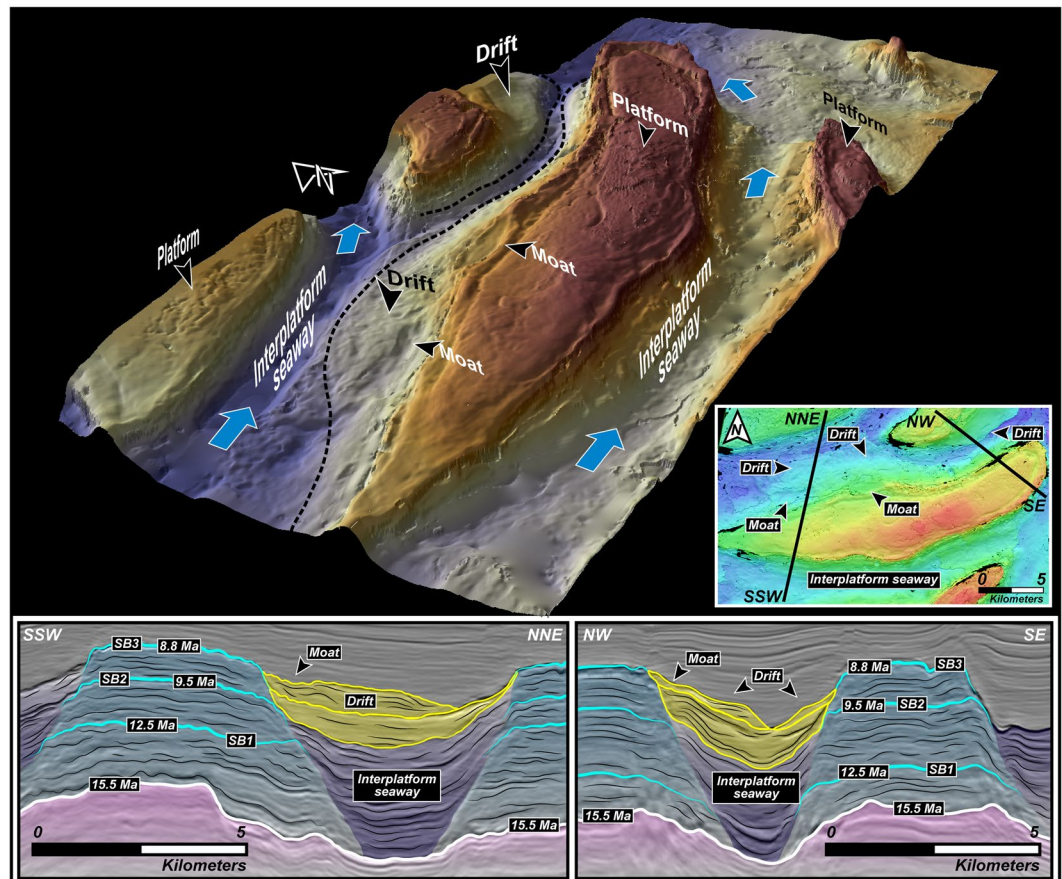 Drift
Platform
Platform
N
Platform
Moat
Drift
Interplatform
seaway
Interplatform
seaway
Moat
N
NNE
NW
Drift
Drift
Drift
Moat
Moat
SE
SSW
Interplatform seaway
0 5
Kilometers
SSW
NNE
SB3 8.8 Ma
Moat
SB2 9.5 Ma
Drift
12.5 Ma SB1
Interplatform
seaway
15.5 Ma
15.5 Ma
0 5
Kilometers
NW
SE
Moat
Drift
8.8 Ma SB3
9.5 Ma SB2
Interplatform
seaway
12.5 Ma SB1
15.5 Ma
15.5 Ma
0 5
Kilometers